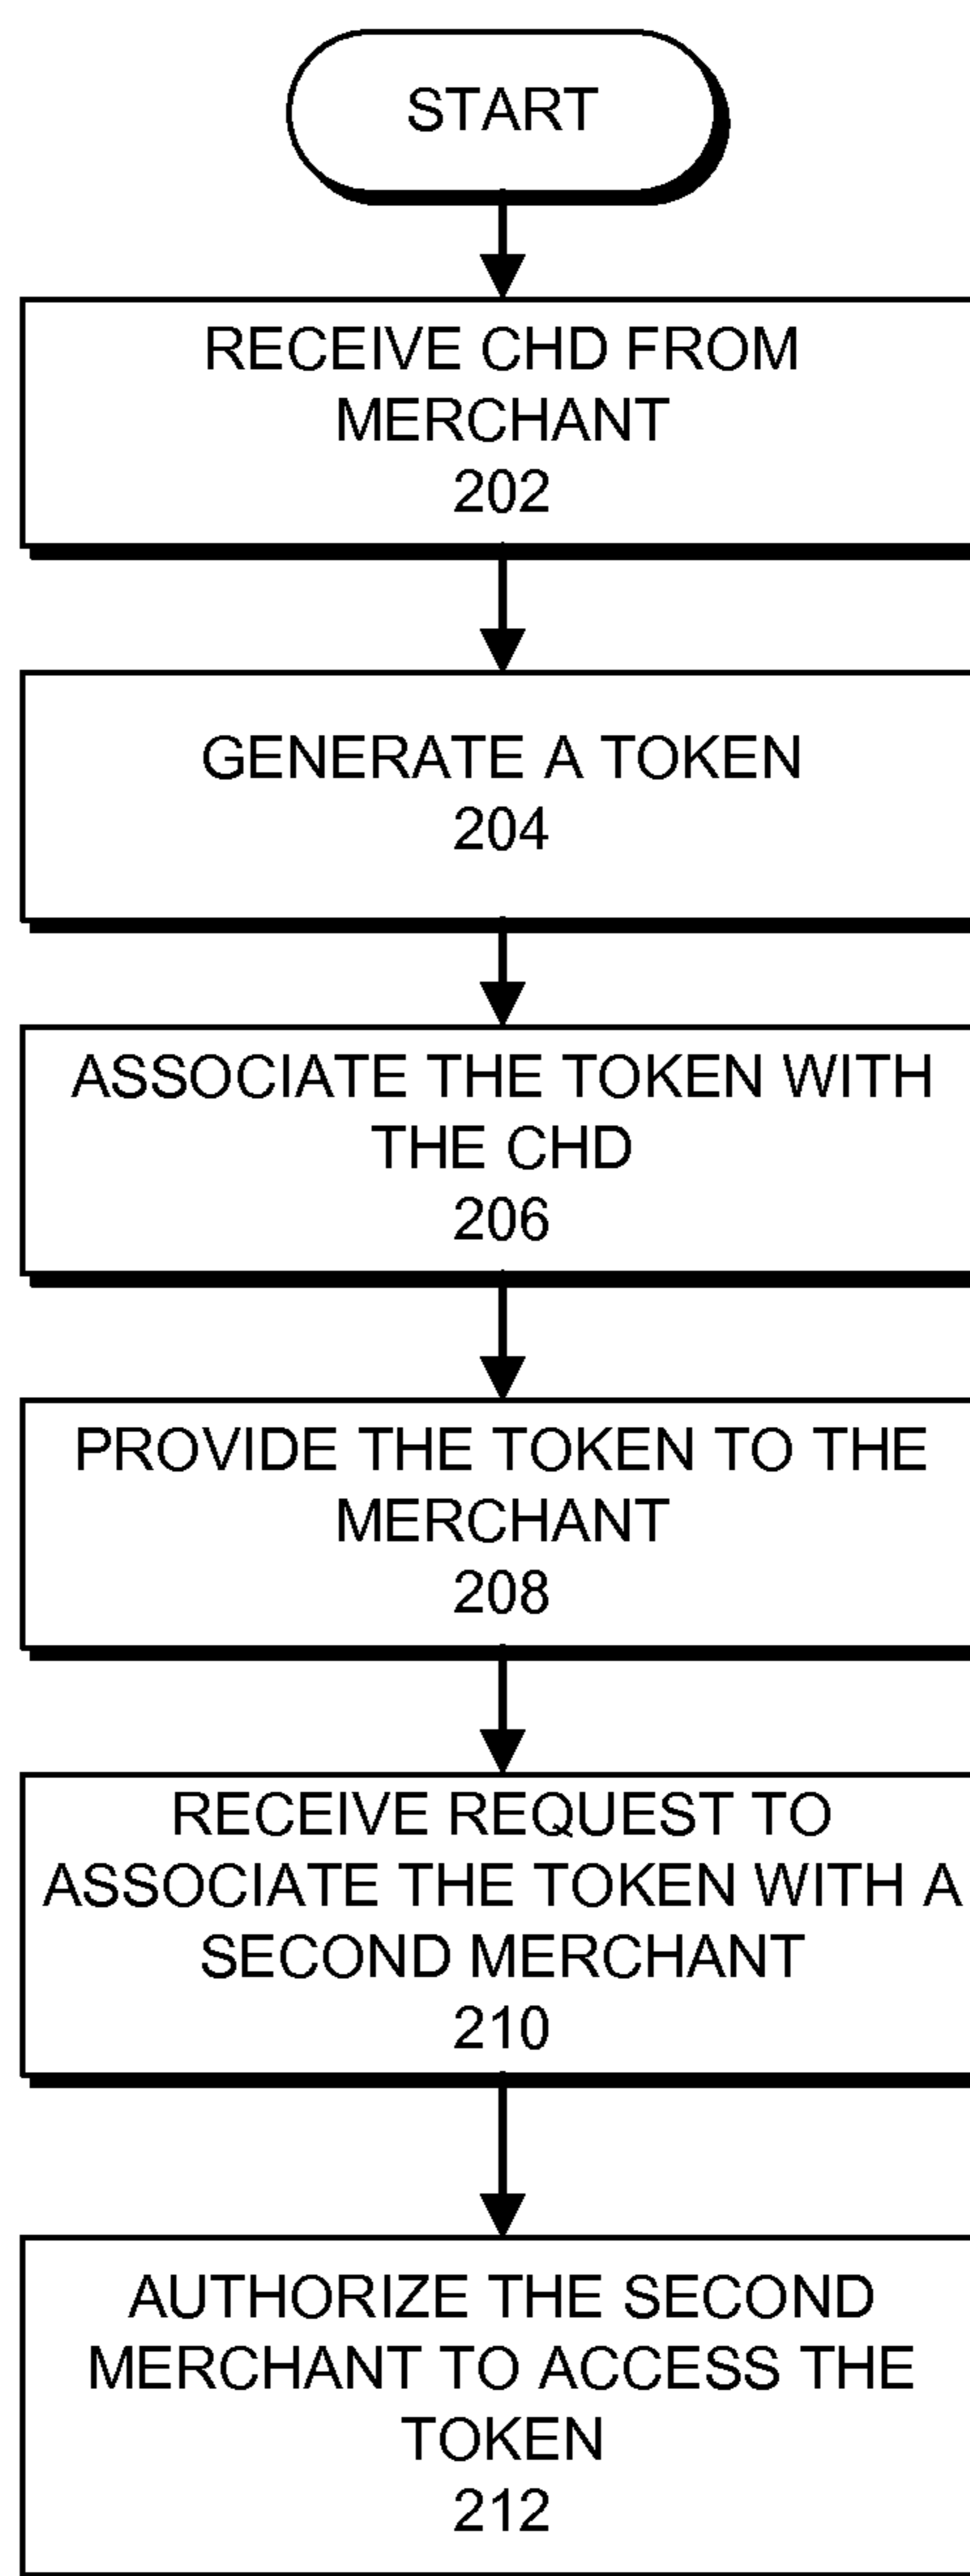 START
RECEIVE CHD FROM
MERCHANT
202
GENERATE A TOKEN
204
ASSOCIATE THE TOKEN WITH
THE CHD
206
PROVIDE THE TOKEN TO THE
MERCHANT
208
RECEIVE REQUEST TO
ASSOCIATE THE TOKEN WITH A
SECOND MERCHANT
210
AUTHORIZE THE SECOND
MERCHANT TO ACCESS THE
TOKEN
212